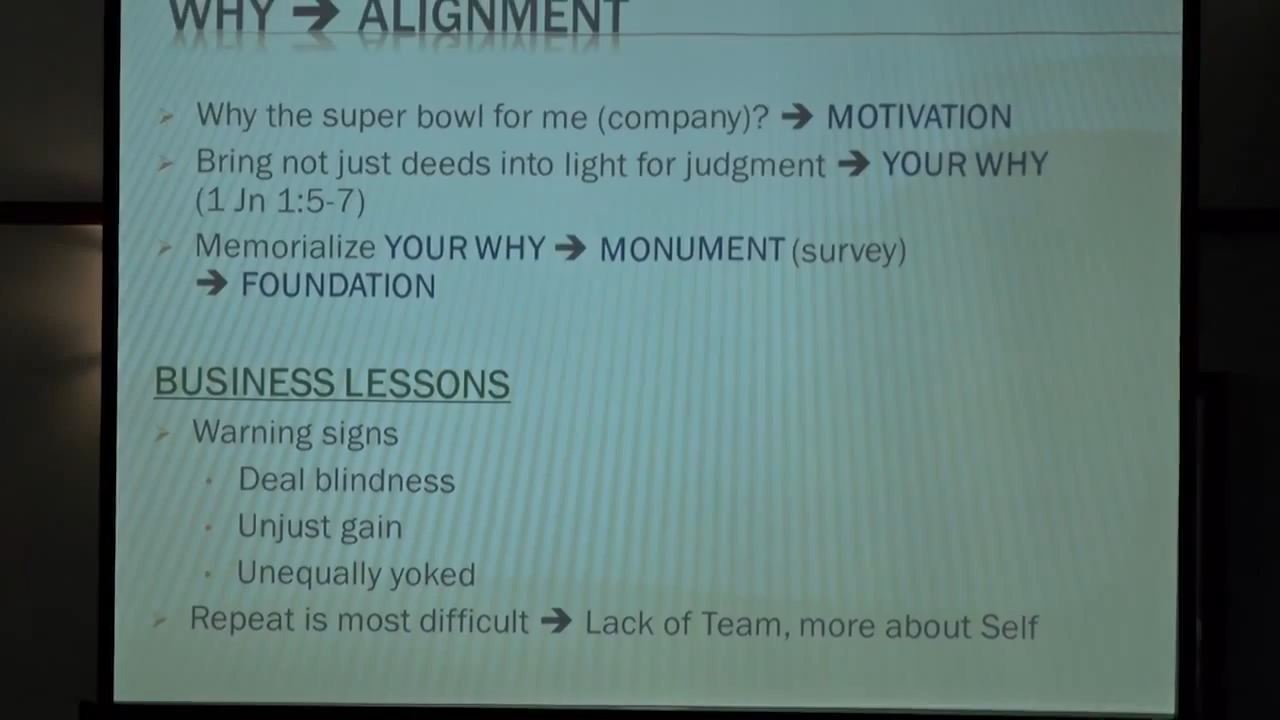 WHY ➔ ALIGNMENT
➢ Why the super bowl for me (company)? ➔ MOTIVATION
➢ Bring not just deeds into light for judgment ➔ YOUR WHY
(1 Jn 1:5-7)
➢ Memorialize YOUR WHY ➔ MONUMENT (survey)
➔ FOUNDATION
BUSINESS LESSONS
➢ Warning signs
• Deal blindness
• Unjust gain
• Unequally yoked
➢ Repeat is most difficult ➔ Lack of Team, more about Self